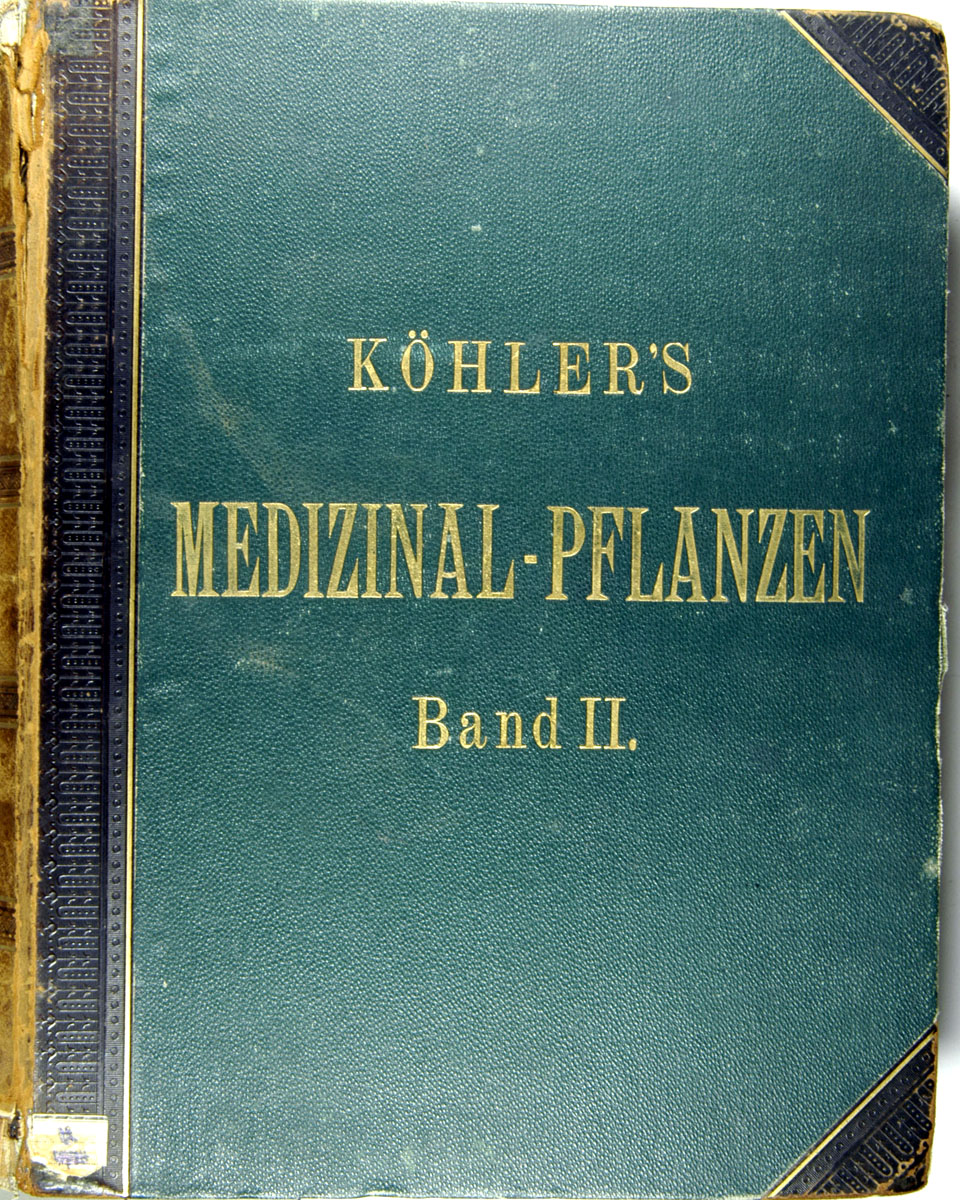 KÖHLER'S
MEDIZINAL-PFLANZEN
Band II.